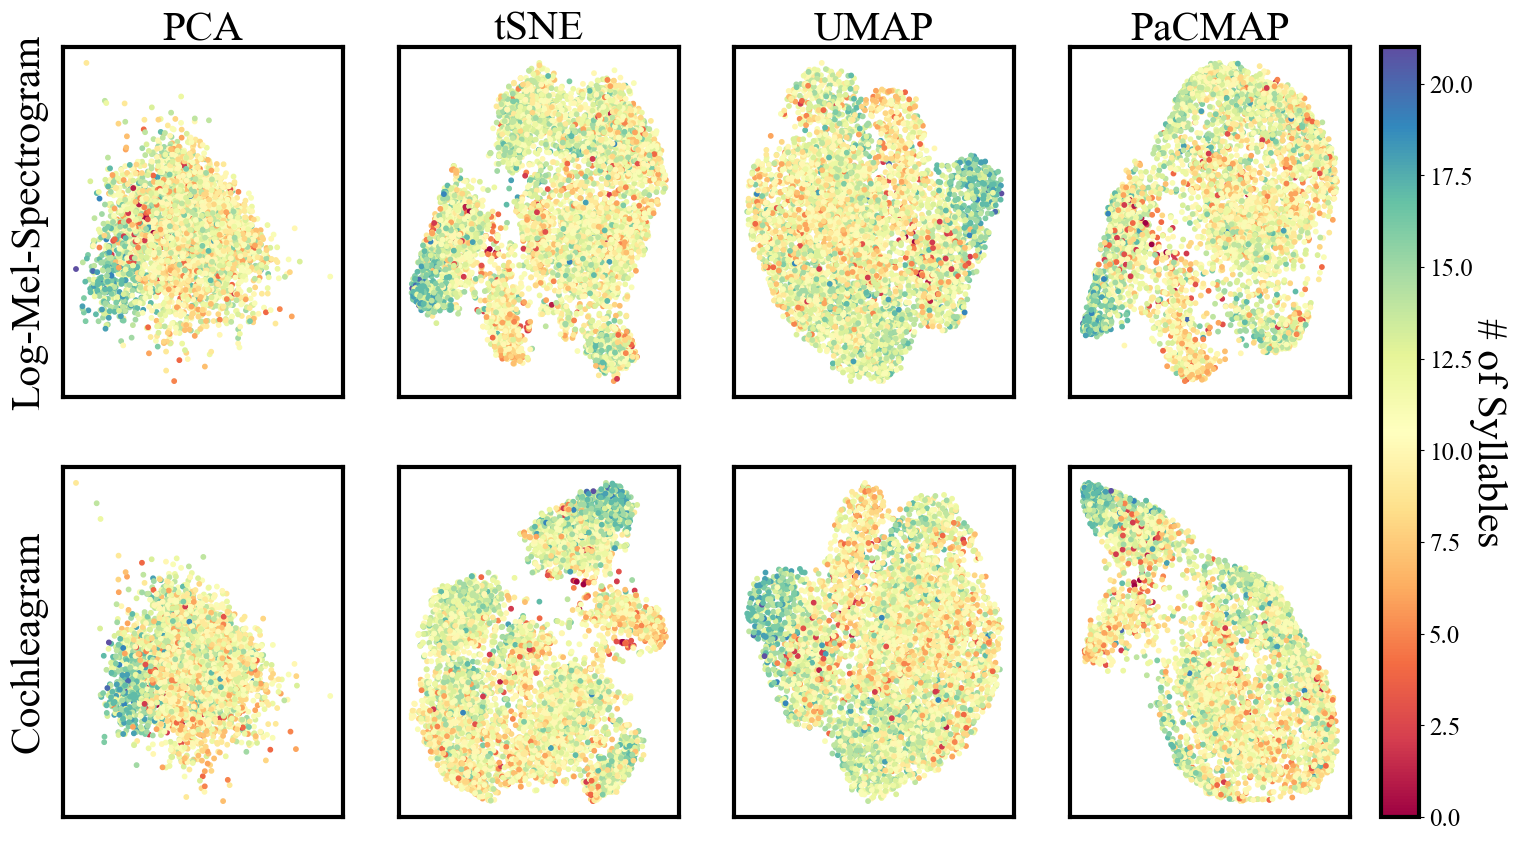 PCA
tSNE
UMAP
PaCMAP
Log-Mel-Spectrogram
Cochleagram
20.0
17.5
15.0
12.5
10.0
7.5
5.0
2.5
0.0
# of Syllables